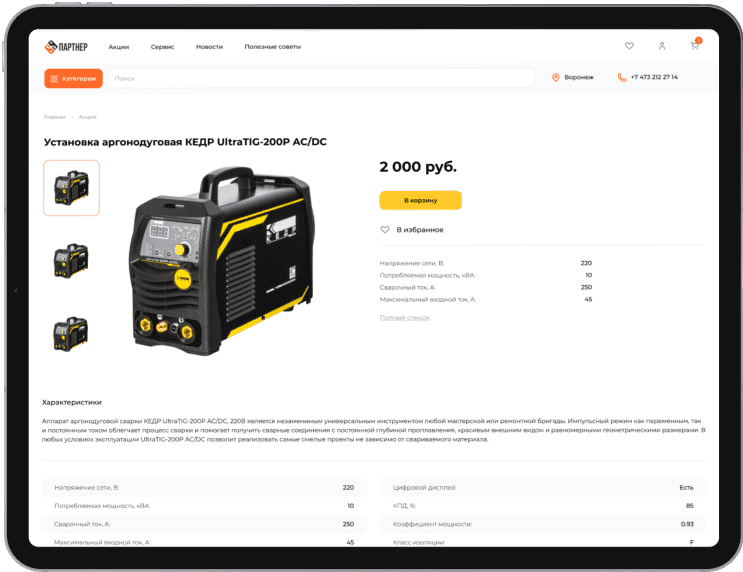 ПАРТНЕР
Акции Сервис Новости Полезные советы
1
Категории
Поиск
Воронеж
+7 473 212 27 14
Главная Акции
Установка аргонодуговая КЕДР UltraTIG-200P AC/DC
2 000 руб.
В корзину
В избранное
КЕДР
Напряжение сети, В: 220
Потребляемая мощность, кВА: 10
Сварочный ток, А: 250
Максимальный входной ток, А: 45
Полный список
Характеристики
Аппарат аргонодуговой сварки КЕДР UltraTIG-200P AC/DC, 220В является незаменимым универсальным инструментом любой мастерской или ремонтной бригады. Импульсный режим как переменным, так
и постоянным током облегчает процесс сварки и помогает получить сварные соединения с постоянной глубиной проплавления, красивым внешним видом и равномерными геометрическими размерами. В
любых условиях эксплуатации UltraTIG-200P AC/DC позволит реализовать самые смелые проекты не зависимо от свариваемого материала.
Напряжение сети, В: 220
Потребляемая мощность, кВА: 10
Сварочный ток, А: 250
Максимальный входной ток, А: 45
Цифровой дисплей: Есть
КПД, %: 85
Коэффициент мощности: 0.93
Класс изоляции: F